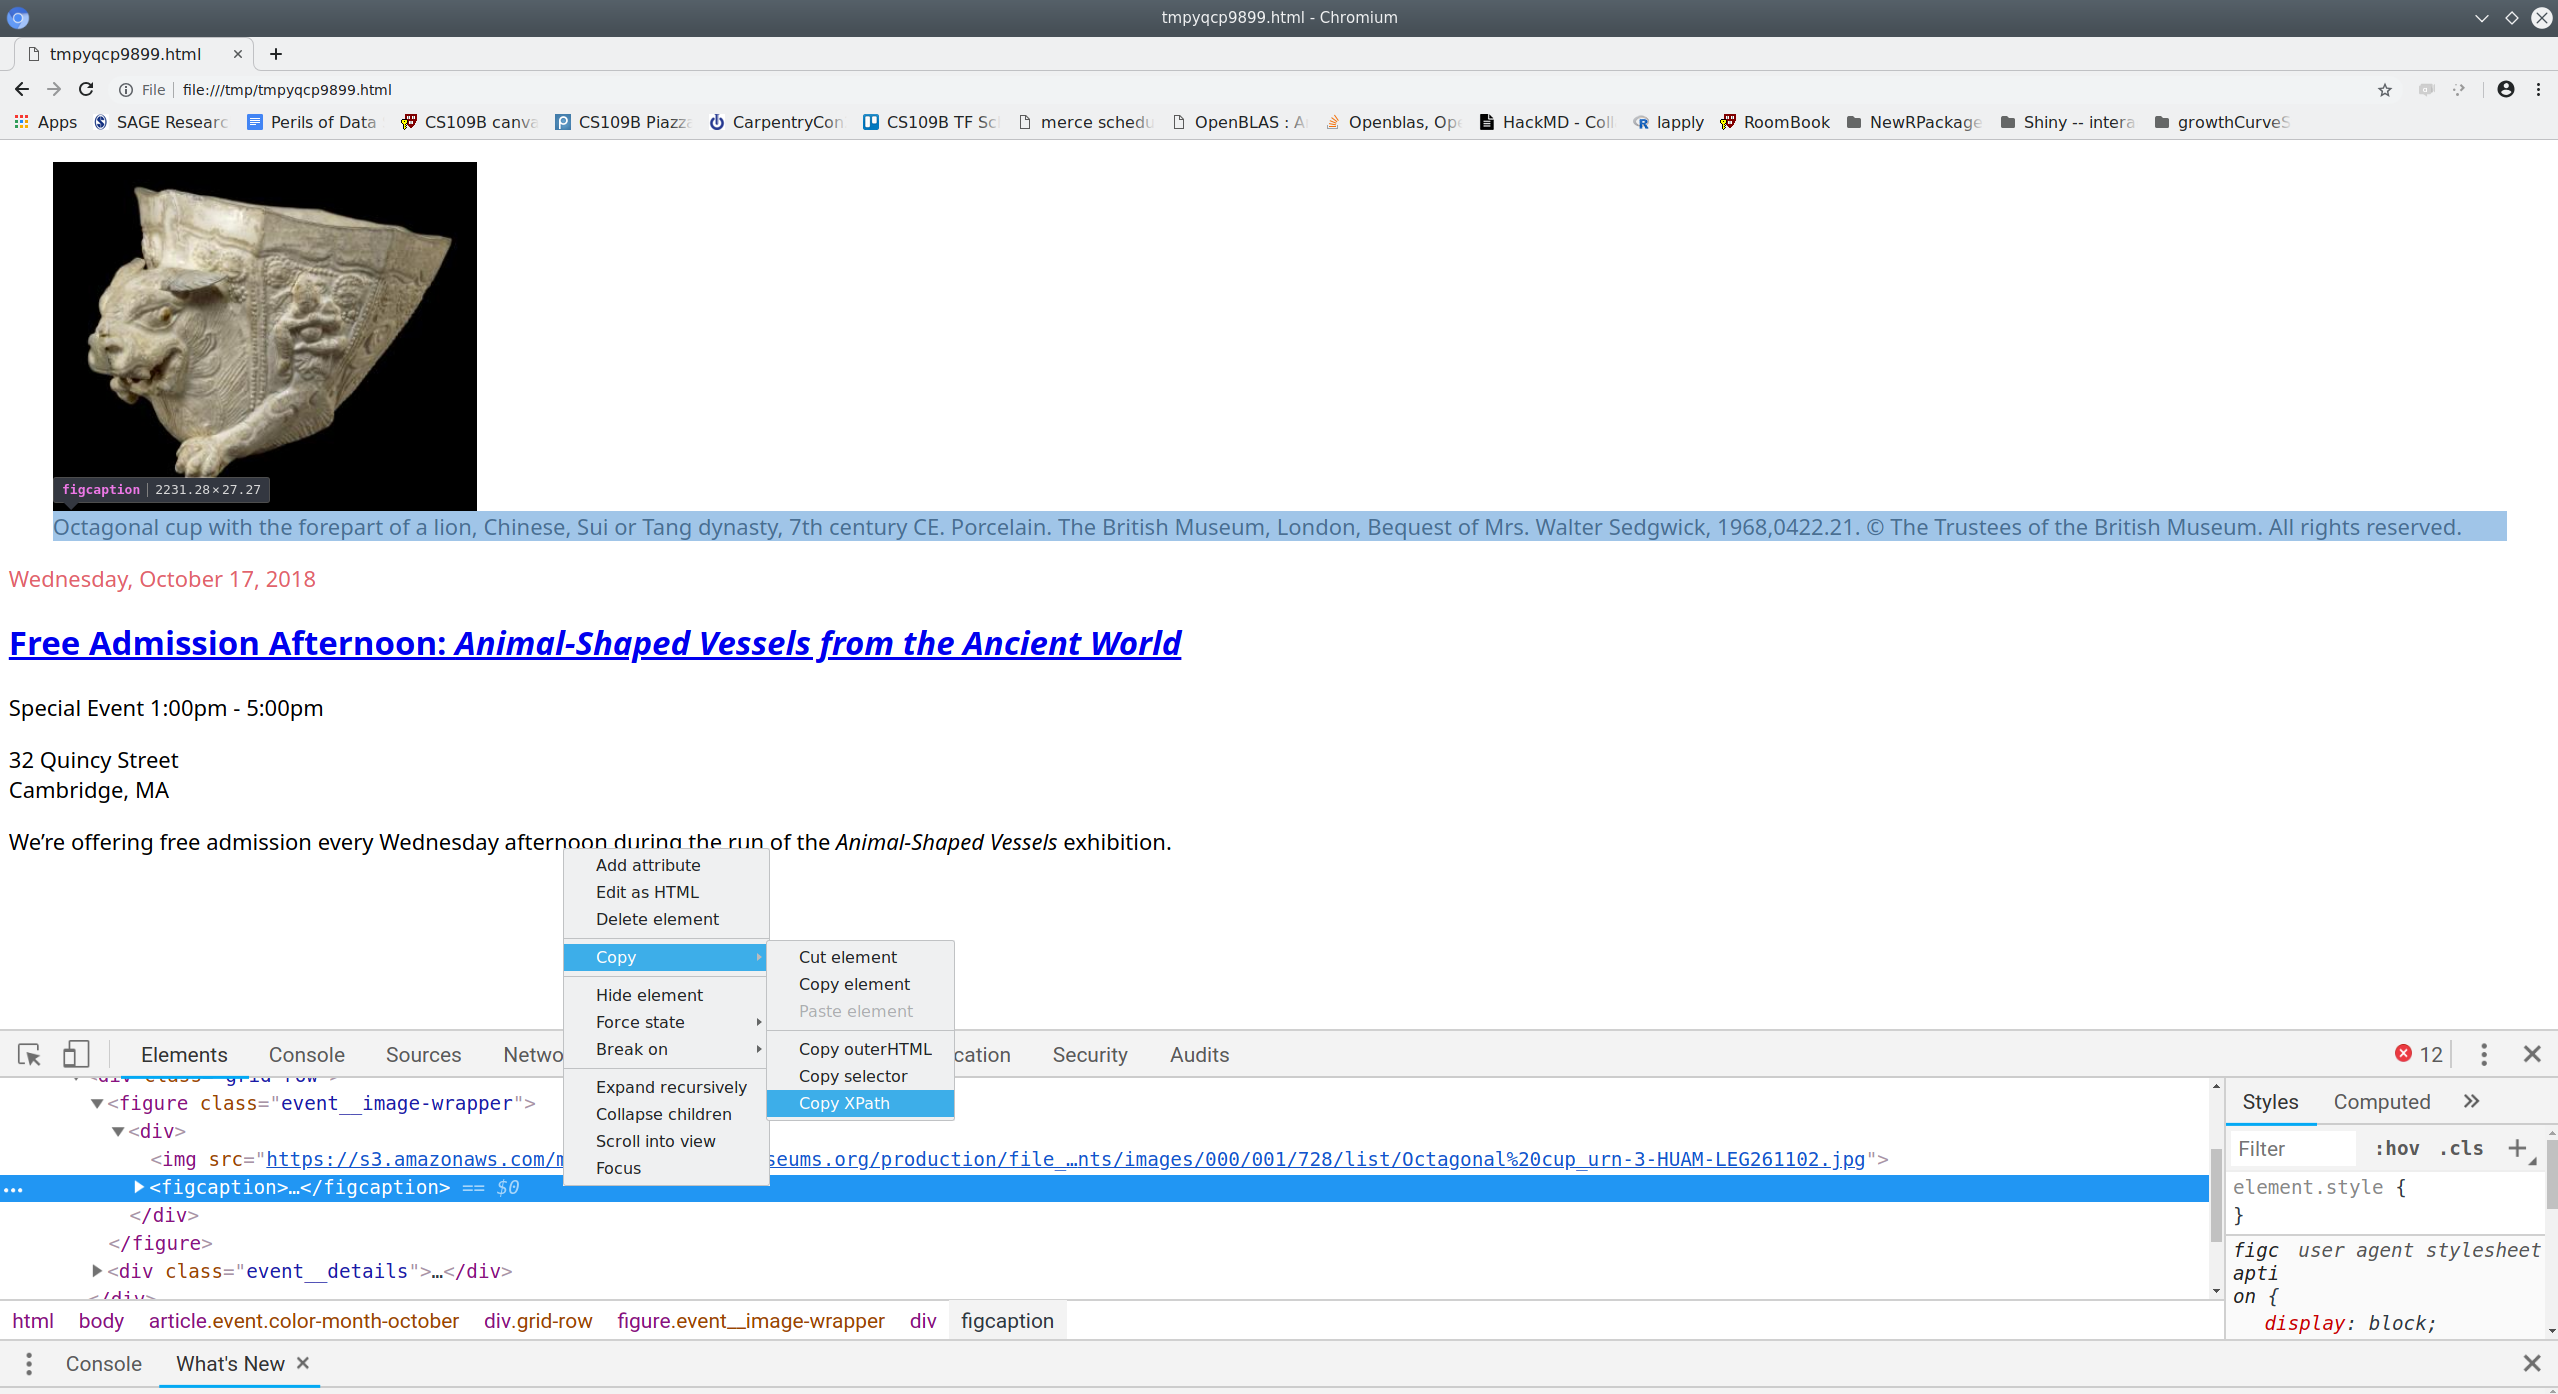 tmpyqcp9899.html - Chromium
tmpyqcp9899.html
File file:///tmp/tmpyqcp9899.html
Apps SAGE Researc Perils of Data CS109B canva CS109B Piazza CarpentryCon CS109B TF Sc merce schedu OpenBLAS : A Openblas, Ope HackMD - Coll lapply RoomBook NewRPackage Shiny -- intera growthCurveS
figcaption 2231.28×27.27
Octagonal cup with the forepart of a lion, Chinese, Sui or Tang dynasty, 7th century CE. Porcelain. The British Museum, London, Bequest of Mrs. Walter Sedgwick, 1968,0422.21. © The Trustees of the British Museum. All rights reserved.
Wednesday, October 17, 2018
Free Admission Afternoon: Animal-Shaped Vessels from the Ancient World
Special Event 1:00pm - 5:00pm
32 Quincy Street
Cambridge, MA
We’re offering free admission every Wednesday afternoon during the run of the Animal-Shaped Vessels exhibition.
Add attribute
Edit as HTML
Delete element
Copy
Hide element
Force state
Break on
Expand recursively
Collapse children
Scroll into view
Focus
Cut element
Copy element
Paste element
Copy outerHTML
Copy selector
Copy XPath
Elements Console Sources Netwo cation Security Audits 12
<div class="grid-row">
<figure class="event__image-wrapper">
<div>
<img src="https://s3.amazonaws.com/m seums.org/production/file_…nts/images/000/001/728/list/Octagonal%20cup_urn-3-HUAM-LEG261102.jpg">
… <figcaption>…</figcaption> == $0
</div>
</figure>
<div class="event__details">…</div>
</div>
Styles Computed »
Filter :hov .cls +
element.style {
}
figc user agent stylesheet
apti
on {
display: block;
html body article.event.color-month-october div.grid-row figure.event__image-wrapper div figcaption
Console What's New